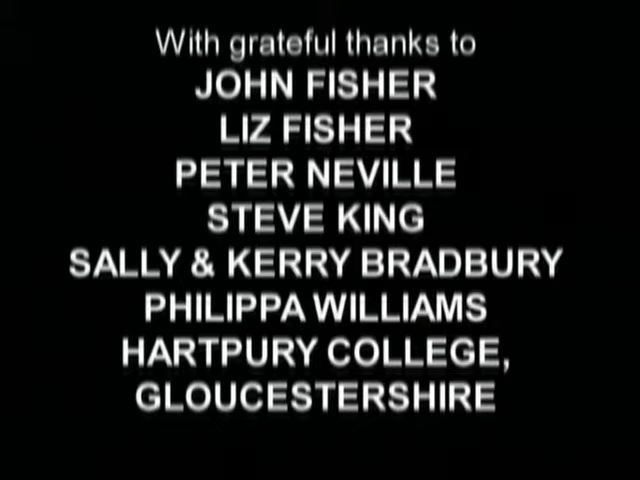 With grateful thanks to
JOHN FISHER
LIZ FISHER
PETER NEVILLE
STEVE KING
SALLY & KERRY BRADBURY
PHILIPPA WILLIAMS
HARTPURY COLLEGE,
GLOUCESTERSHIRE